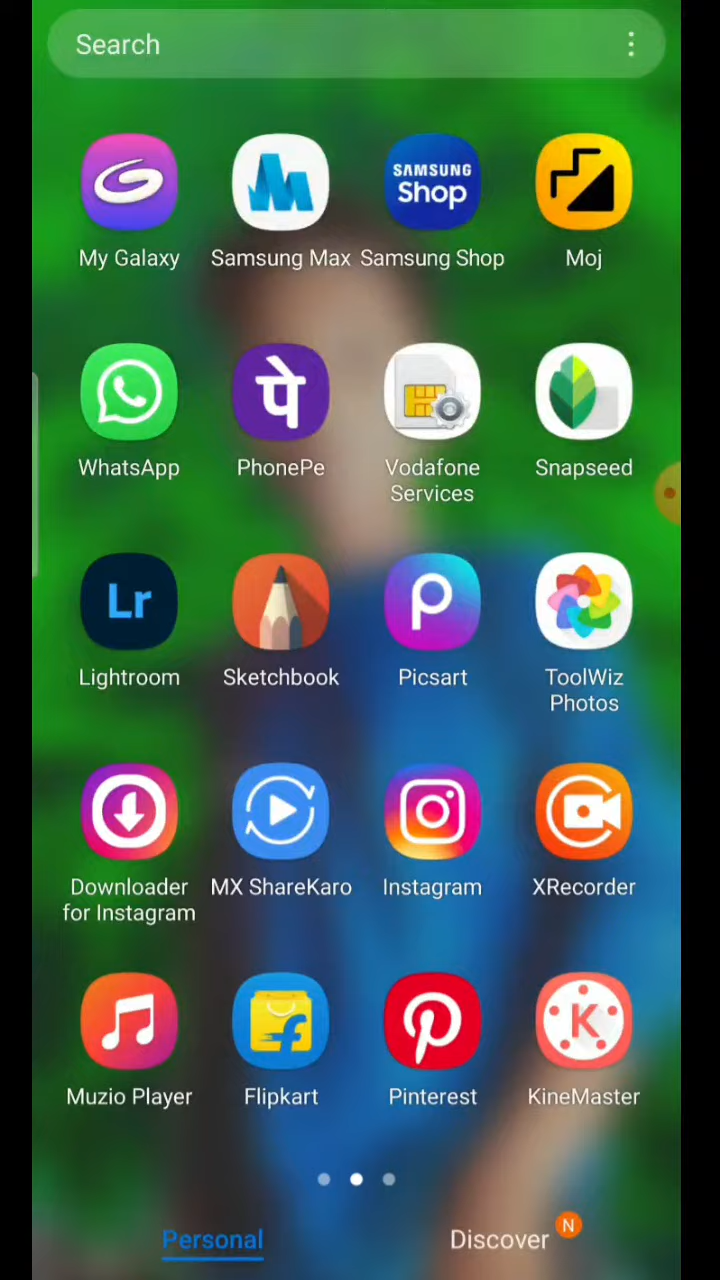 Search
SAMSUNG
Shop
My Galaxy
Samsung Max
Samsung Shop
Moj
पे
WhatsApp
PhonePe
Vodafone
Services
Snapseed
Lr
Lightroom
Sketchbook
Picsart
ToolWiz
Photos
Downloader
for Instagram
MX ShareKaro
Instagram
XRecorder
K
Muzio Player
Flipkart
Pinterest
KineMaster
Personal
Discover
N